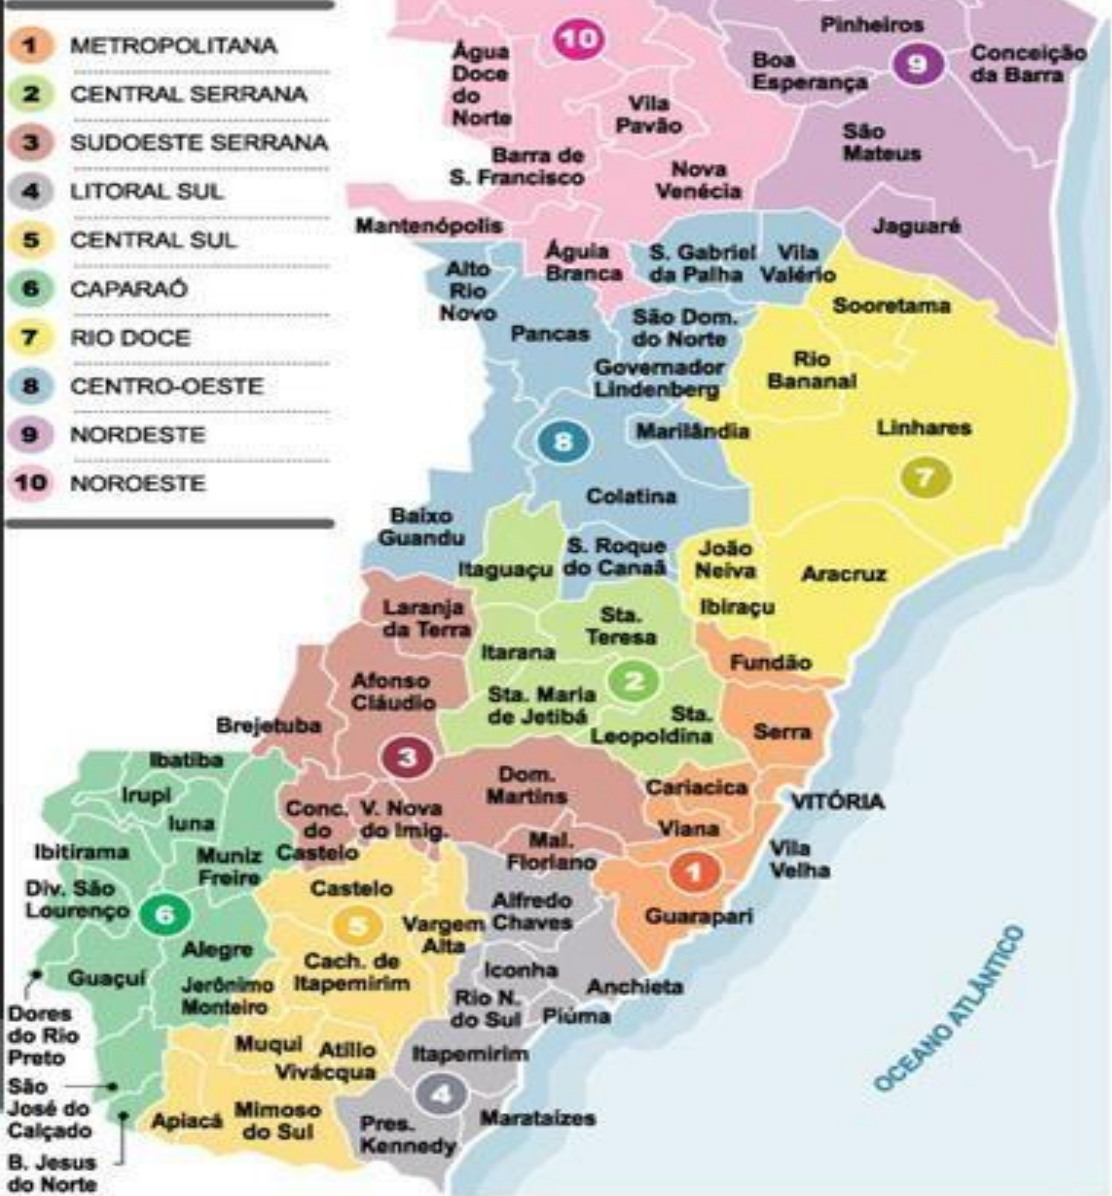 1 METROPOLITANA
2 CENTRAL SERRANA
3 SUDOESTE SERRANA
4 LITORAL SUL
5 CENTRAL SUL
6 CAPARAÓ
7 RIO DOCE
8 CENTRO-OESTE
9 NORDESTE
10 NOROESTE
10
Água
Doce
do
Norte
Vila
Pavão
Barra de
S. Francisco
Nova
Venécia
Mantenópolis
Águia
Branca
Pinheiros
9
Boa
Esperança
Conceição
da Barra
São
Mateus
Jaguaré
S. Gabriel
da Palha
Vila
Valério
Alto
Rio
Novo
Pancas
São Dom.
do Norte
Governador
Lindenberg
8
Marilândia
Colatina
Baixo
Guandu
S. Roque
do Canaã
Sooretama
Rio
Bananal
Linhares
7
João
Neiva
Aracruz
Ibiraçu
Itaguaçu
Sta.
Teresa
Itarana
2
Sta. Maria
de Jetibá
Sta.
Leopoldina
Laranja
da Terra
Afonso
Cláudio
Brejetuba
3
Dom.
Martins
Conc.
do
Castelo
V. Nova
do Imig.
Mal.
Floriano
Fundão
Serra
Cariacica
VITÓRIA
Viana
Vila
Velha
1
Guarapari
Ibatiba
Irupi
Iuna
Ibitirama
Muniz
Freire
Div. São
Lourenço
6
Alegre
Guaçuí
Jerônimo
Monteiro
Dores
do Rio
Preto
São
José do
Calçado
B. Jesus
do Norte
Castelo
5
Vargem
Alta
Cach. de
Itapemirim
Muqui
Atílio
Vivácqua
Apiacá
Mimoso
do Sul
Alfredo
Chaves
Iconha
Anchieta
Rio N.
do Sul
Piúma
Itapemirim
4
Marataízes
Pres.
Kennedy
OCEANO ATLÂNTICO